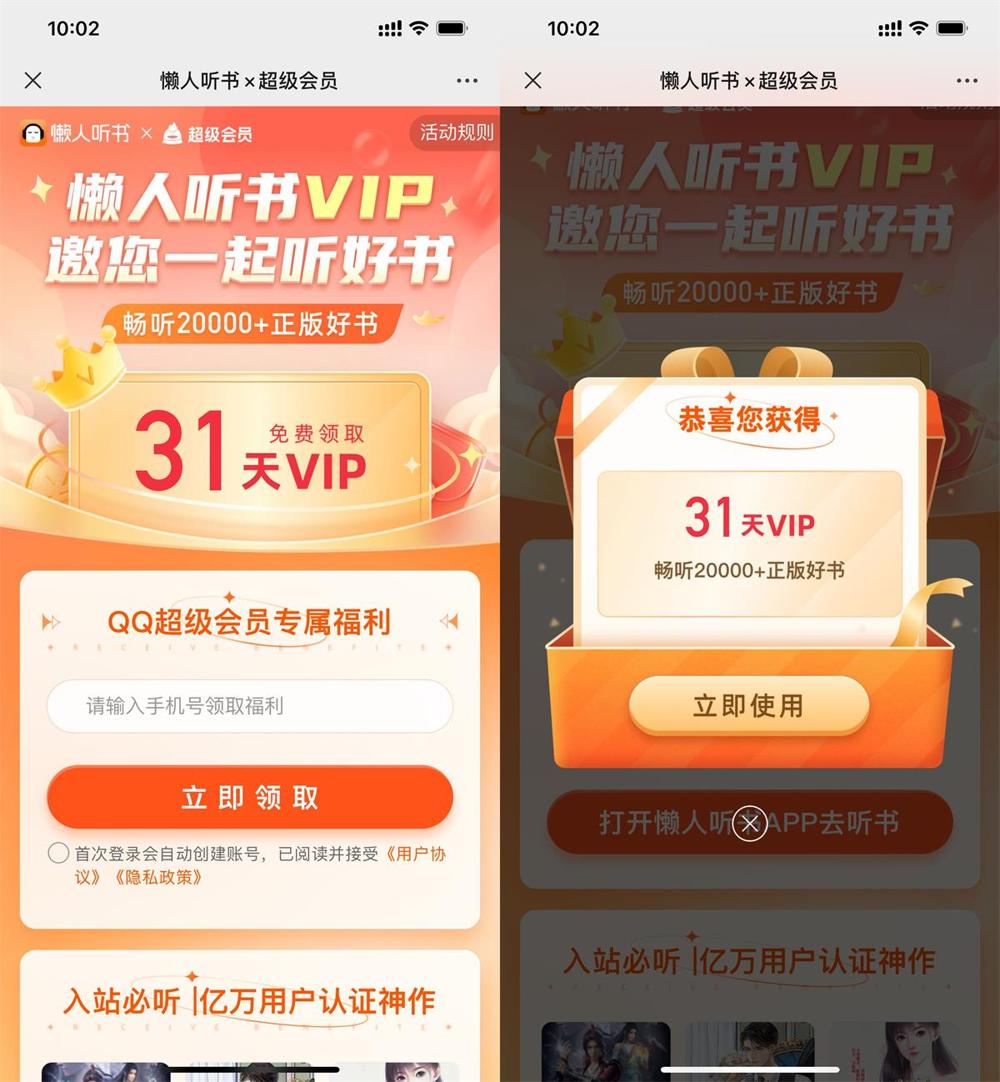 10:02
懒人听书×超级会员
懒人听书 × 超级会员
活动规则
懒人听书VIP
邀您一起听好书
畅听20000+正版好书
31
免费领取
天VIP
QQ超级会员专属福利
RECEIVE BENEFITS
请输入手机号领取福利
立即领取
首次登录会自动创建账号，已阅读并接受《用户协
议》《隐私政策》
入站必听 | 亿万用户认证神作
RECEIVE BENEFITS
10:02
懒人听书×超级会员
懒人听书VIP
邀您一起听好书
畅听20000+正版好书
恭喜您获得
31天VIP
畅听20000+正版好书
立即使用
打开懒人听书APP去听书
入站必听 | 亿万用户认证神作
RECEIVE BENEFITS